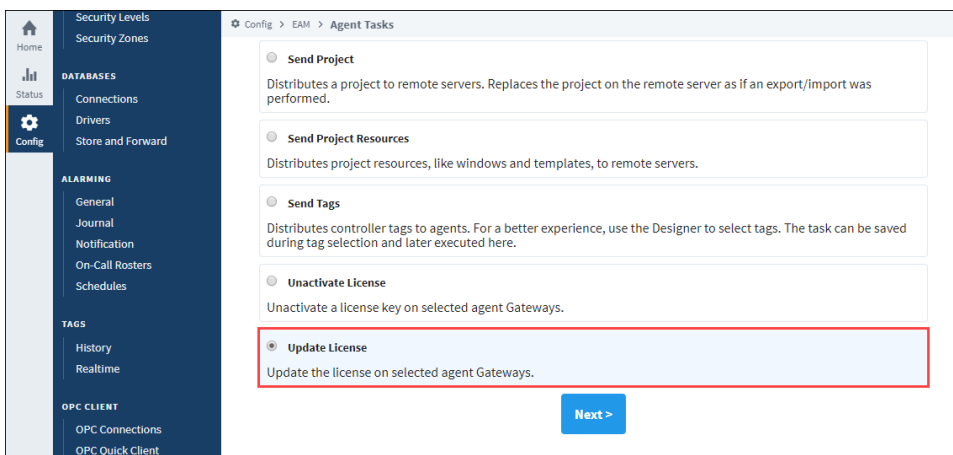 Home
Status
Config
Security Levels
Security Zones
DATABASES
Connections
Drivers
Store and Forward
ALARMING
General
Journal
Notification
On-Call Rosters
Schedules
TAGS
History
Realtime
OPC CLIENT
OPC Connections
OPC Quick Client
Config > EAM > Agent Tasks
Send Project
Distributes a project to remote servers. Replaces the project on the remote server as if an export/import was
performed.
Send Project Resources
Distributes project resources, like windows and templates, to remote servers.
Send Tags
Distributes controller tags to agents. For a better experience, use the Designer to select tags. The task can be saved
during tag selection and later executed here.
Unactivate License
Unactivate a license key on selected agent Gateways.
Update License
Update the license on selected agent Gateways.
Next >